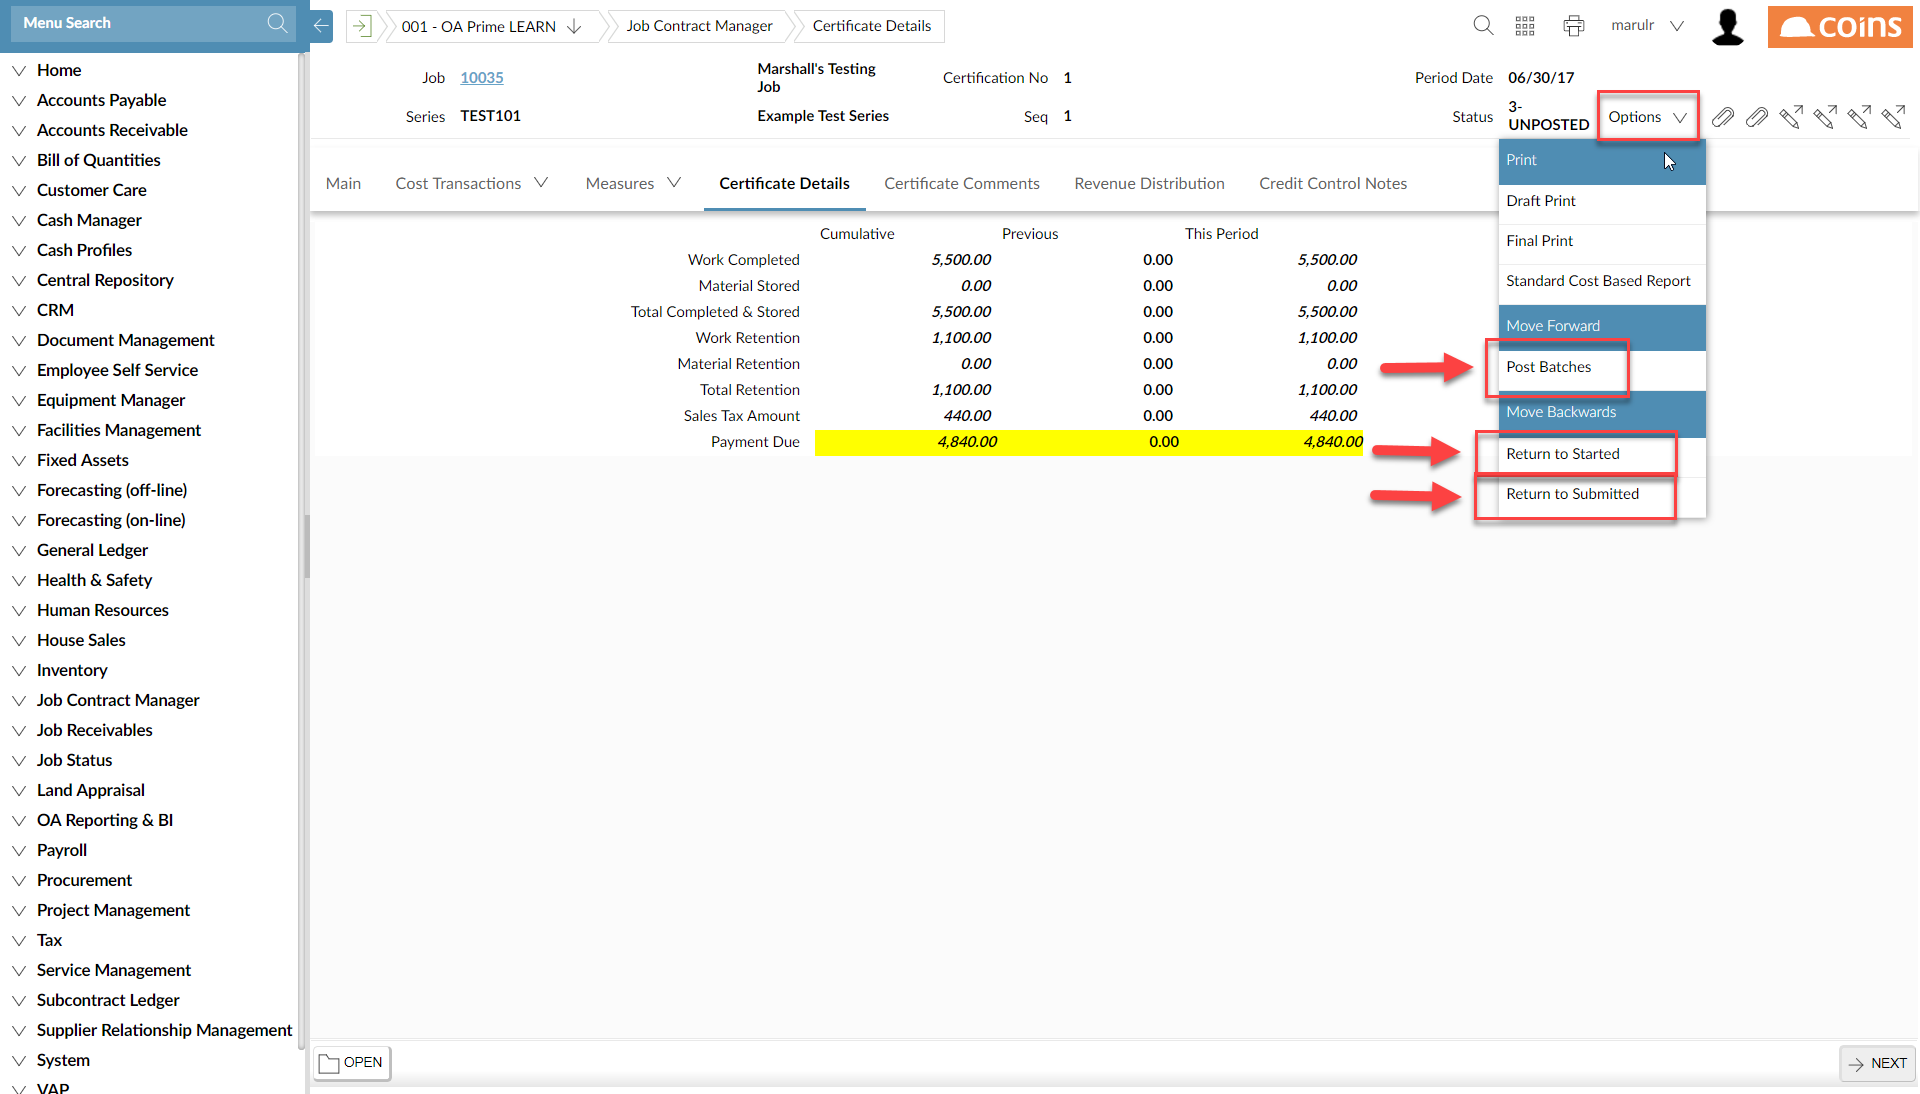 Menu Search
001 - OA Prime LEARN
Job Contract Manager
Certificate Details
marulr
coins
Home
Accounts Payable
Accounts Receivable
Bill of Quantities
Customer Care
Cash Manager
Cash Profiles
Central Repository
CRM
Document Management
Employee Self Service
Equipment Manager
Facilities Management
Fixed Assets
Forecasting (off-line)
Forecasting (on-line)
General Ledger
Health & Safety
Human Resources
House Sales
Inventory
Job Contract Manager
Job Receivables
Job Status
Land Appraisal
OA Reporting & BI
Payroll
Procurement
Project Management
Tax
Service Management
Subcontract Ledger
Supplier Relationship Management
System
VAP
Job 10035 Marshall's Testing Job Certification No 1 Period Date 06/30/17
Series TEST101 Example Test Series Seq 1 Status 3-UNPOSTED Options
Main Cost Transactions Measures Certificate Details Certificate Comments Revenue Distribution Credit Control Notes
Cumulative Previous This Period
Work Completed 5,500.00 0.00 5,500.00
Material Stored 0.00 0.00 0.00
Total Completed & Stored 5,500.00 0.00 5,500.00
Work Retention 1,100.00 0.00 1,100.00
Material Retention 0.00 0.00 0.00
Total Retention 1,100.00 0.00 1,100.00
Sales Tax Amount 440.00 0.00 440.00
Payment Due 4,840.00 0.00 4,840.00
Print
Draft Print
Final Print
Standard Cost Based Report
Move Forward
Post Batches
Move Backwards
Return to Started
Return to Submitted
OPEN
NEXT